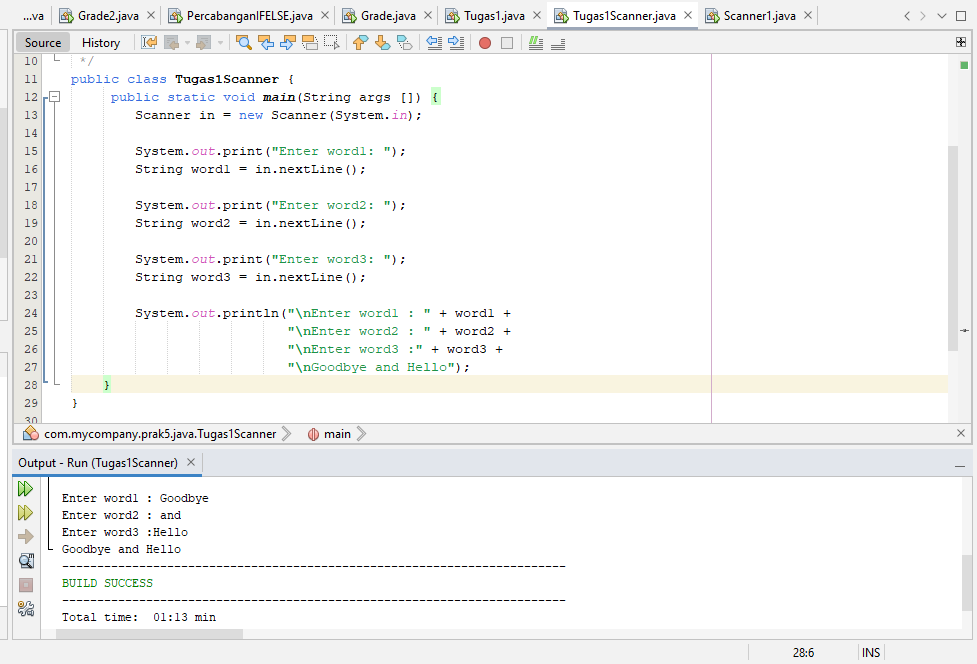 ...va Grade2.java PercabanganIFELSE.java Grade.java Tugas1.java Tugas1Scanner.java Scanner1.java
Source History
10 */
11 public class Tugas1Scanner {
12 public static void main(String args []) {
13 Scanner in = new Scanner(System.in);
14
15 System.out.print("Enter word1: ");
16 String word1 = in.nextLine();
17
18 System.out.print("Enter word2: ");
19 String word2 = in.nextLine();
20
21 System.out.print("Enter word3: ");
22 String word3 = in.nextLine();
23
24 System.out.println("\nEnter word1 : " + word1 +
25 "\nEnter word2 : " + word2 +
26 "\nEnter word3 :" + word3 +
27 "\nGoodbye and Hello");
28 }
29 }
30
com.mycompany.prak5.java.Tugas1Scanner main
Output - Run (Tugas1Scanner)
Enter word1 : Goodbye
Enter word2 : and
Enter word3 :Hello
Goodbye and Hello
------------------------------------------------------------------------
BUILD SUCCESS
------------------------------------------------------------------------
Total time:  01:13 min
28:6 INS